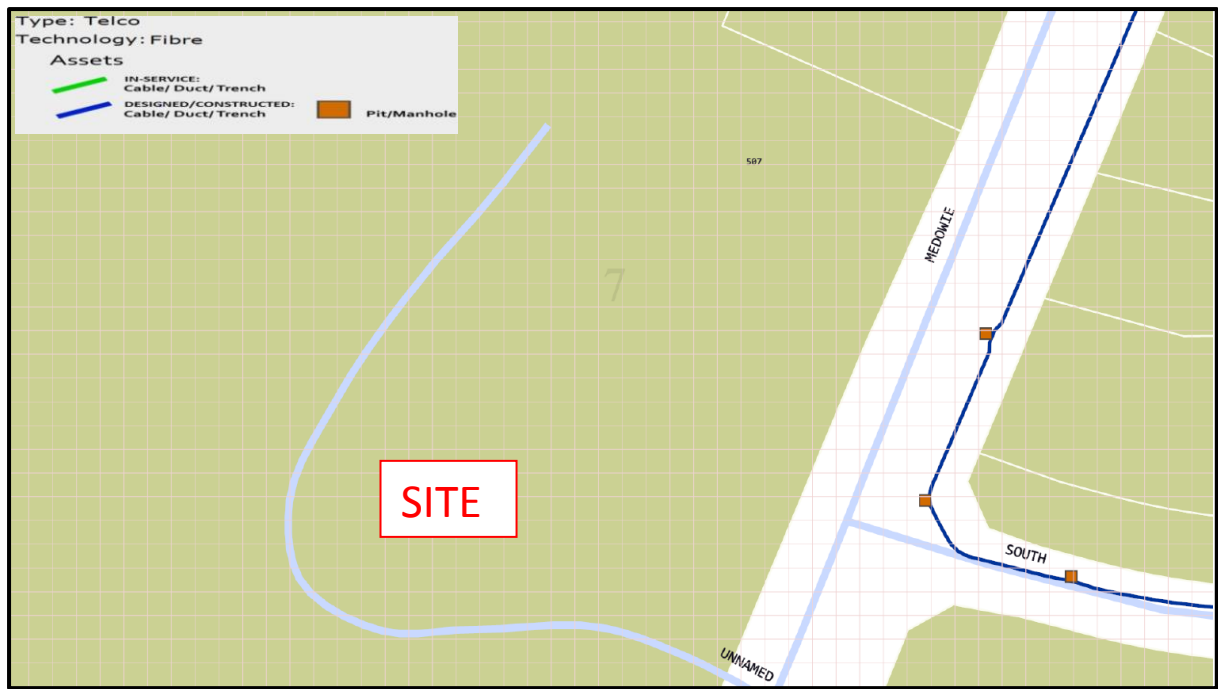 Type: Telco
Technology: Fibre
Assets
IN-SERVICE:
Cable/ Duct/ Trench
DESIGNED/CONSTRUCTED:
Cable/ Duct/ Trench
Pit/Manhole
507
MEDOWIE
7
SITE
SOUTH
UNNAMED